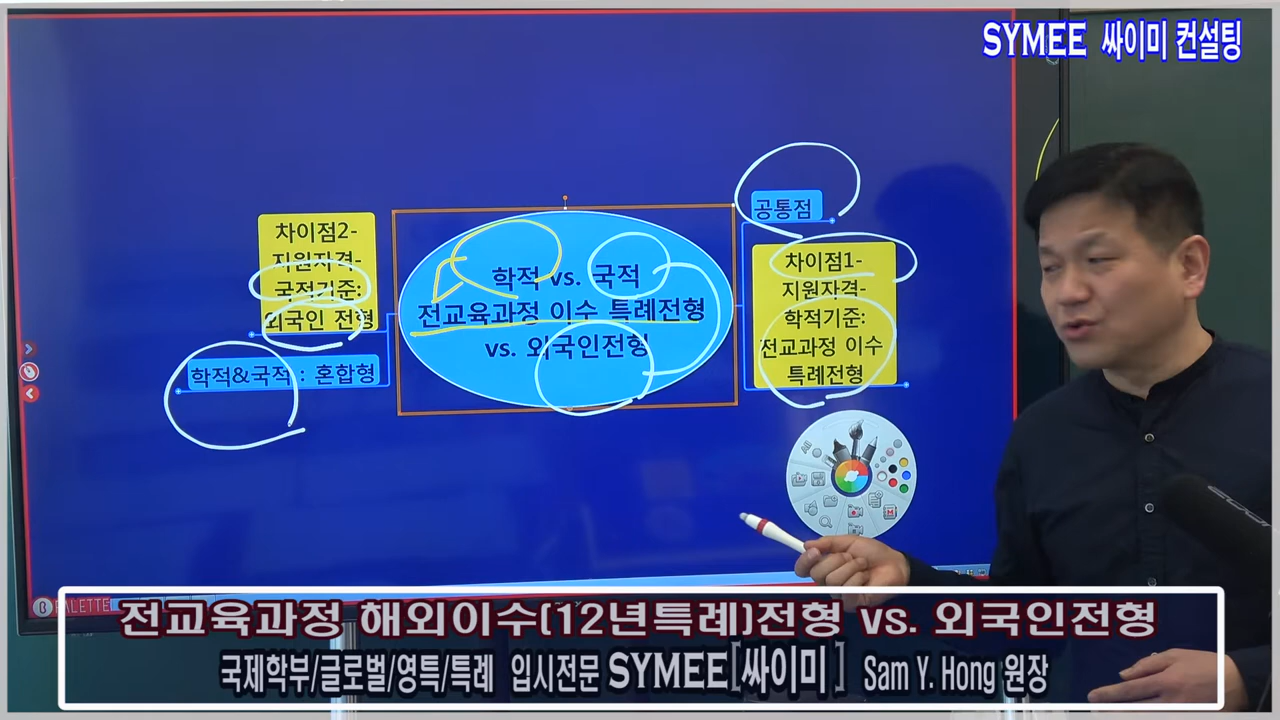 SYMEE 싸이미 컨설팅
차이점2-
지원자격-
국적기준:
외국인 전형
학적&국적 : 혼합형
학적 vs. 국적
전교육과정 이수 특례전형
vs. 외국인전형
공통점
차이점1-
지원자격-
학적기준:
전교과정 이수
특례전형
PALETTE
전교육과정 해외이수(12년특례)전형 vs. 외국인전형
국제학부/글로벌/영특/특례 입시전문 SYMEE[싸이미] Sam Y. Hong 원장